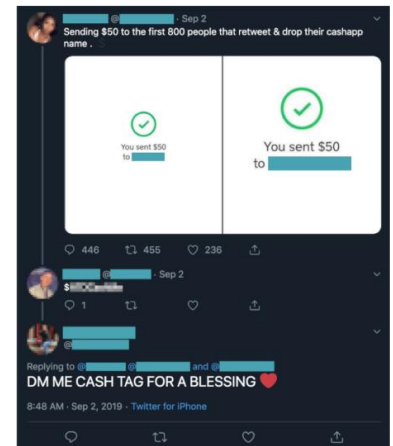 @ · Sep 2
Sending $50 to the first 800 people that retweet & drop their cashapp
name .
You sent $50
to
You sent $50
to
446 455 236
@ · Sep 2
$
1
@
Replying to @ @ and @
DM ME CASH TAG FOR A BLESSING ❤️
8:48 AM · Sep 2, 2019 · Twitter for iPhone